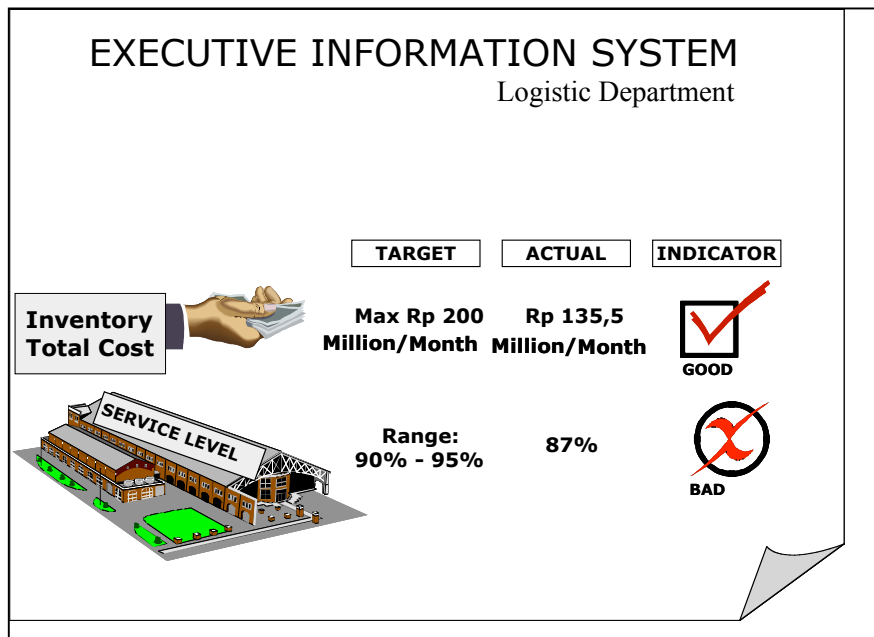 EXECUTIVE INFORMATION SYSTEM
Logistic Department
TARGET
ACTUAL
INDICATOR
Inventory
Total Cost
Max Rp 200
Million/Month
Rp 135,5
Million/Month
GOOD
SERVICE LEVEL
Range:
90% - 95%
87%
BAD